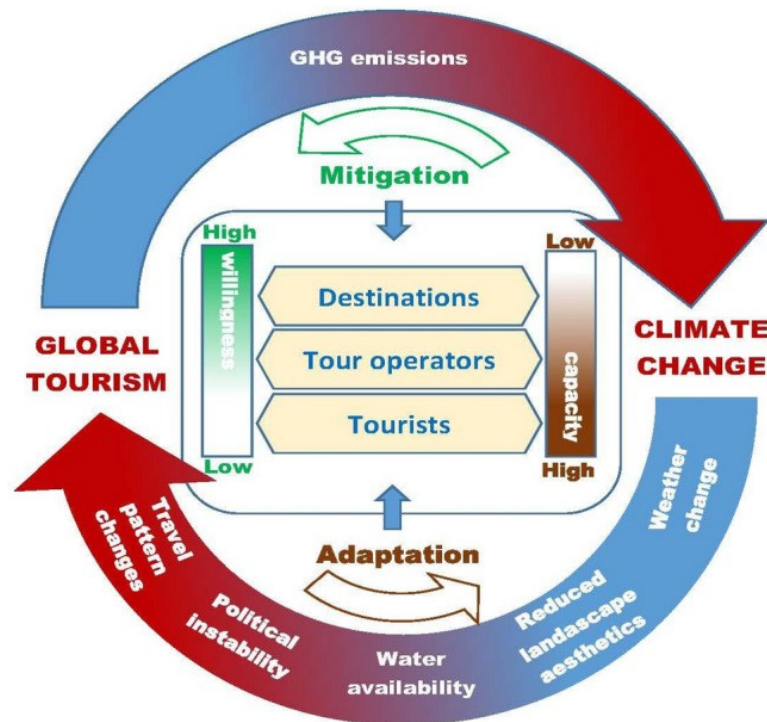 GHG emissions
Mitigation
High
Low
willingness
Destinations
Tour operators
Tourists
capacity
Low
High
GLOBAL
TOURISM
CLIMATE
CHANGE
Adaptation
Weather
change
Reduced
landascape
aesthetics
Water
availability
Political
instability
Travel
pattern
changes